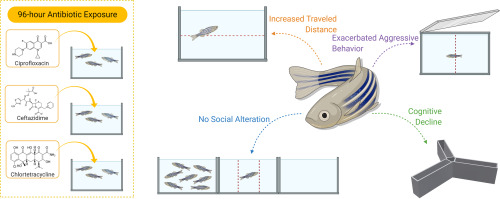 96-hour Antibiotic Exposure
Ciprofloxacin
Ceftazidime
Chlortetracycline
Increased Traveled
Distance
Exacerbated Aggressive
Behavior
No Social Alteration
Cognitive
Decline